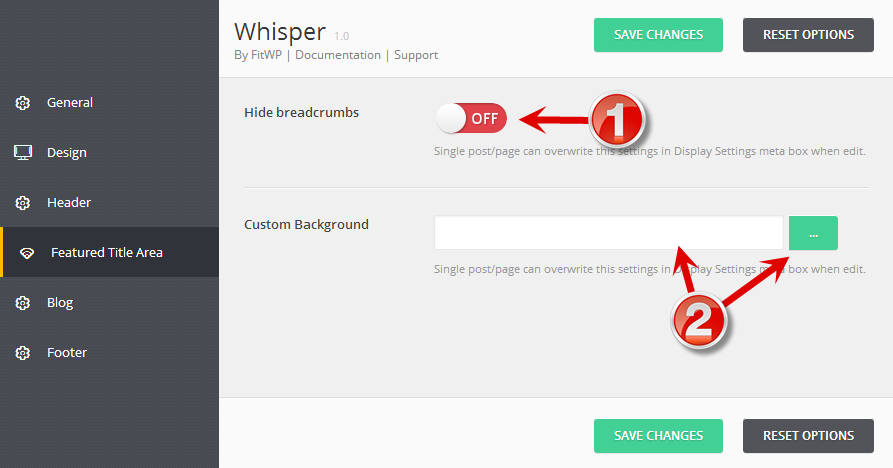 Whisper 1.0
By FitWP | Documentation | Support
SAVE CHANGES
RESET OPTIONS
General
Design
Header
Featured Title Area
Blog
Footer
Hide breadcrumbs
OFF
1
Single post/page can overwrite this settings in Display Settings meta box when edit.
Custom Background
...
Single post/page can overwrite this settings in Display Settings meta box when edit.
2
SAVE CHANGES
RESET OPTIONS